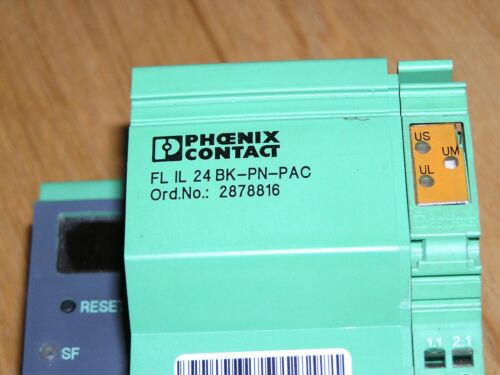 PHOENIX
CONTACT
FL IL 24 BK-PN-PAC
Ord.No.: 2878816
US
UM
UL
RESET
SF
1.1 2.1